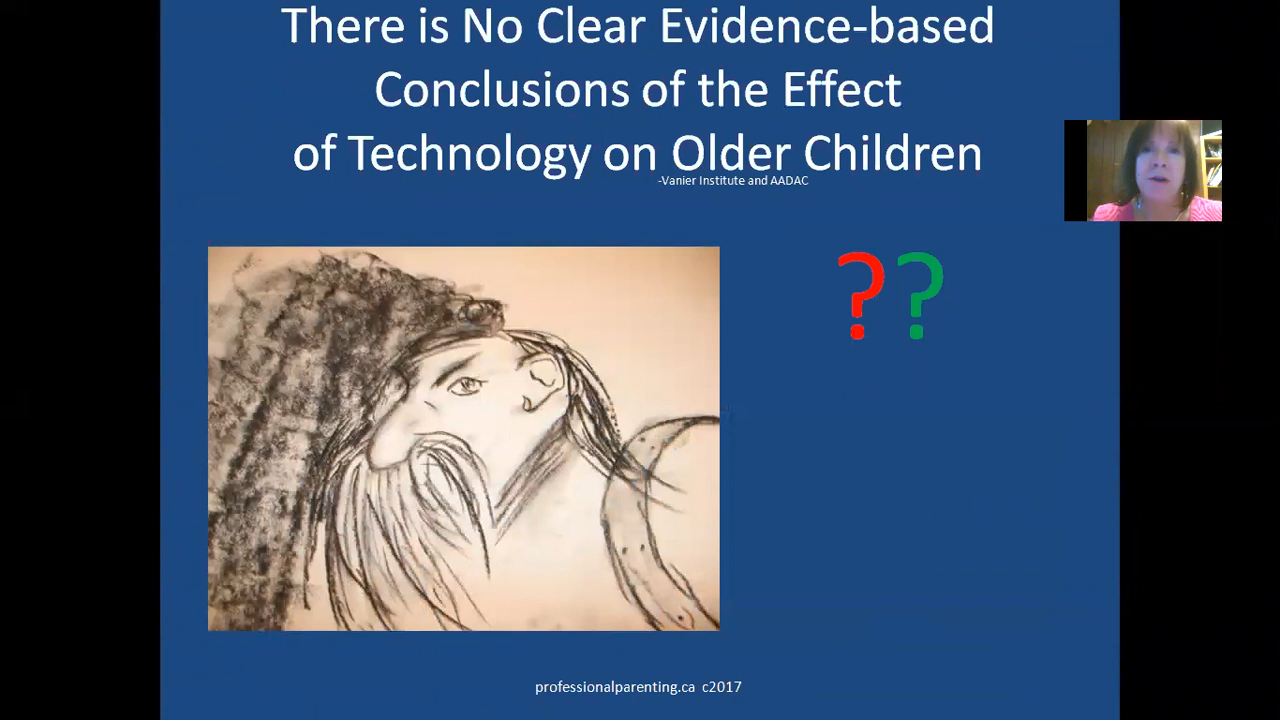 There is No Clear Evidence-based
Conclusions of the Effect
of Technology on Older Children
-Vanier Institute and AADAC
??
professionalparenting.ca c2017